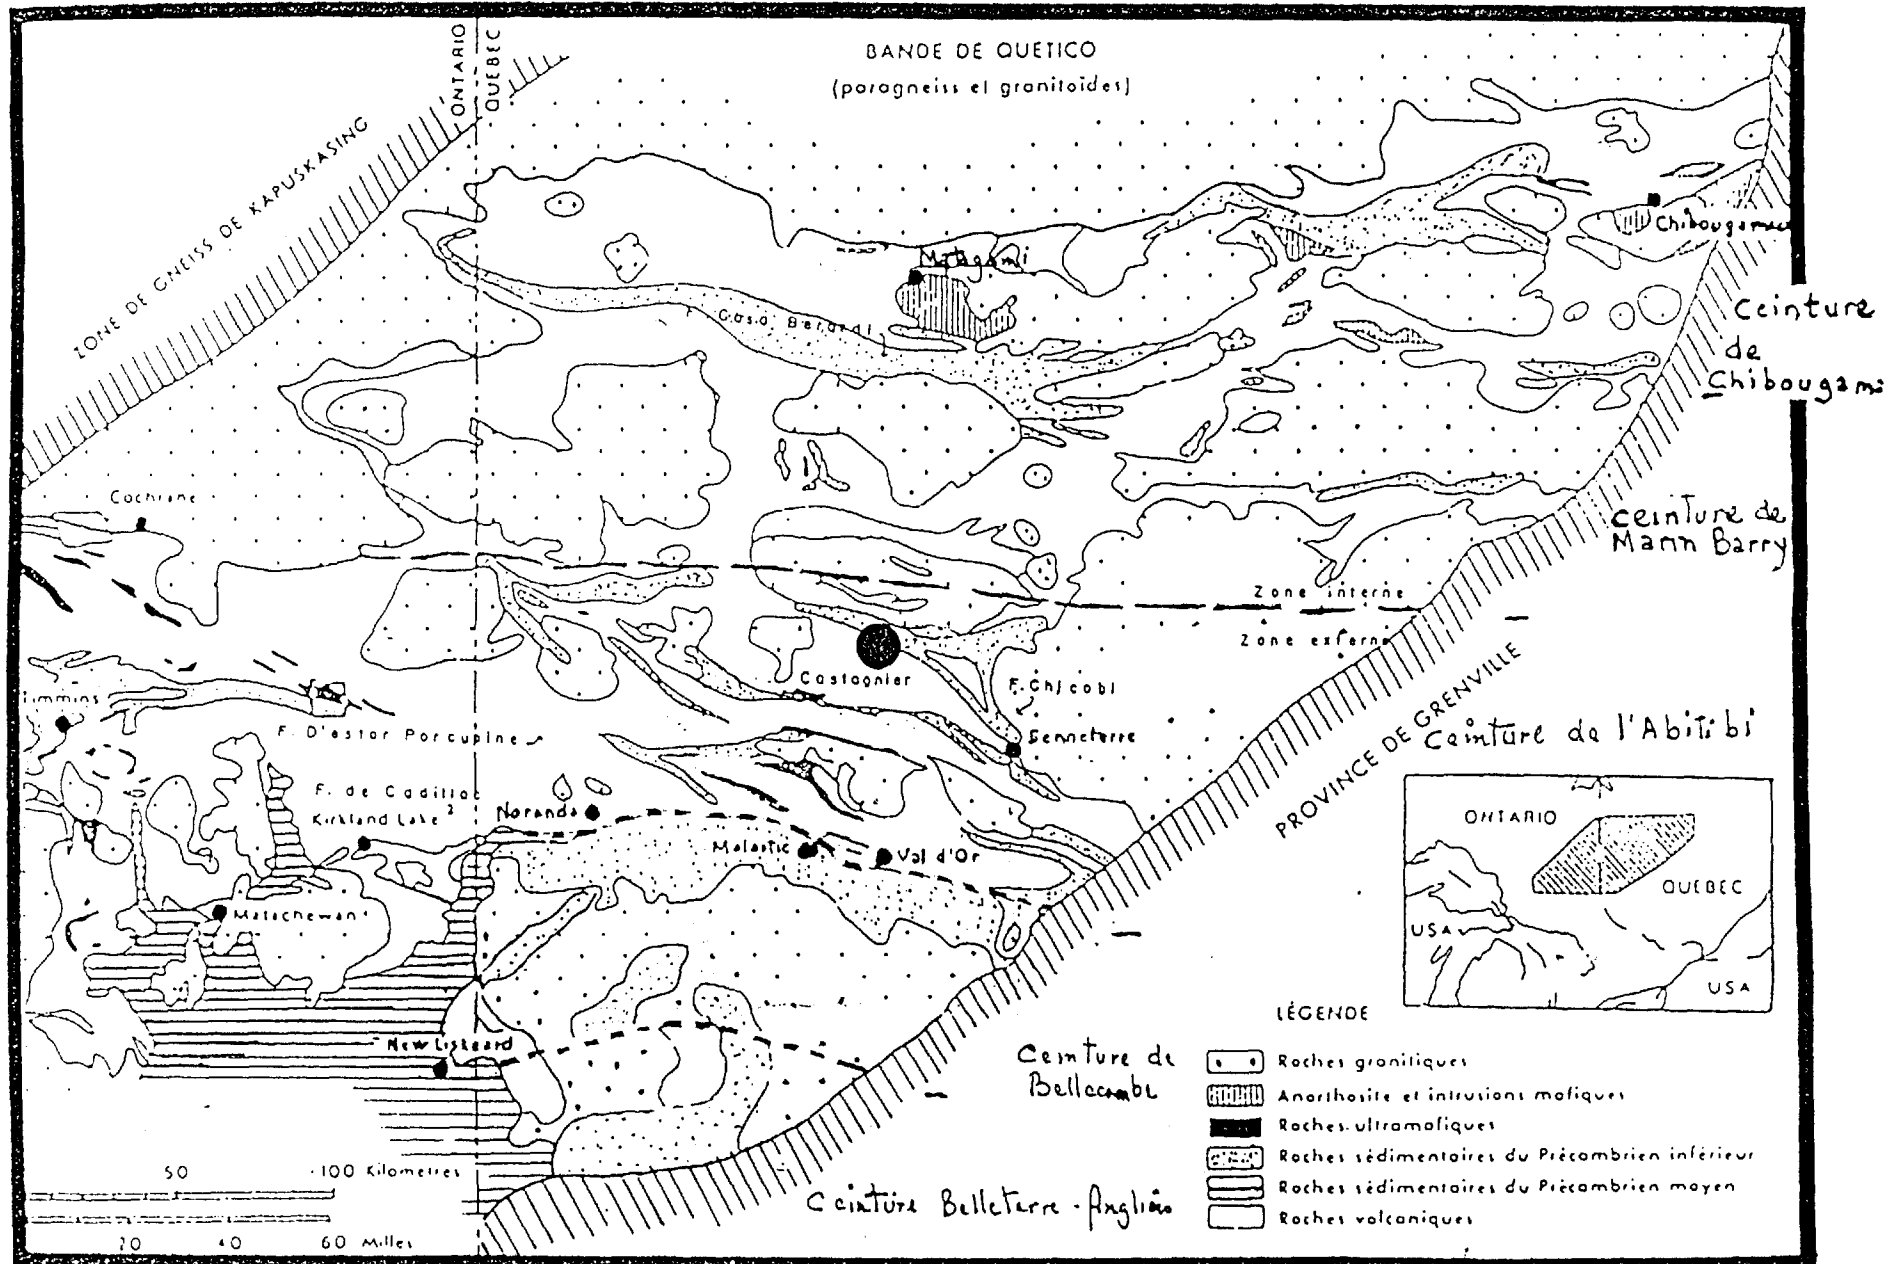 ONTARIO
QUEBEC
BANDE DE QUETICO
(paragneiss et granitoïdes)
ZONE DE GNEISS DE KAPUSKASING
Chibougamau
Matagami
Casa Berardi
Ceinture
de
Chibougami
Cochrane
Ceinture de
Mann Barry
Zone interne
Zone externe
Castagnier
F. Chicobi
Timmins
Senneterre
F. D'estor Porcupine
PROVINCE DE GRENVILLE
Ceinture de l'Abitibi
F. de Cadillac
Kirkland Lake 2
Noranda
Malartic
Val d'Or
Matachewan
ONTARIO
QUEBEC
USA
USA
New Liskeard
LÉGENDE
Ceinture de
Bellecombe
Roches granitiques
Anorthosite et intrusions mafiques
Roches ultramafiques
Roches sédimentaires du Précambrien inférieur
Roches sédimentaires du Précambrien moyen
Roches volcaniques
50 100 Kilometres
Ceinture Belleterre - Angliers
20 40 60 Milles